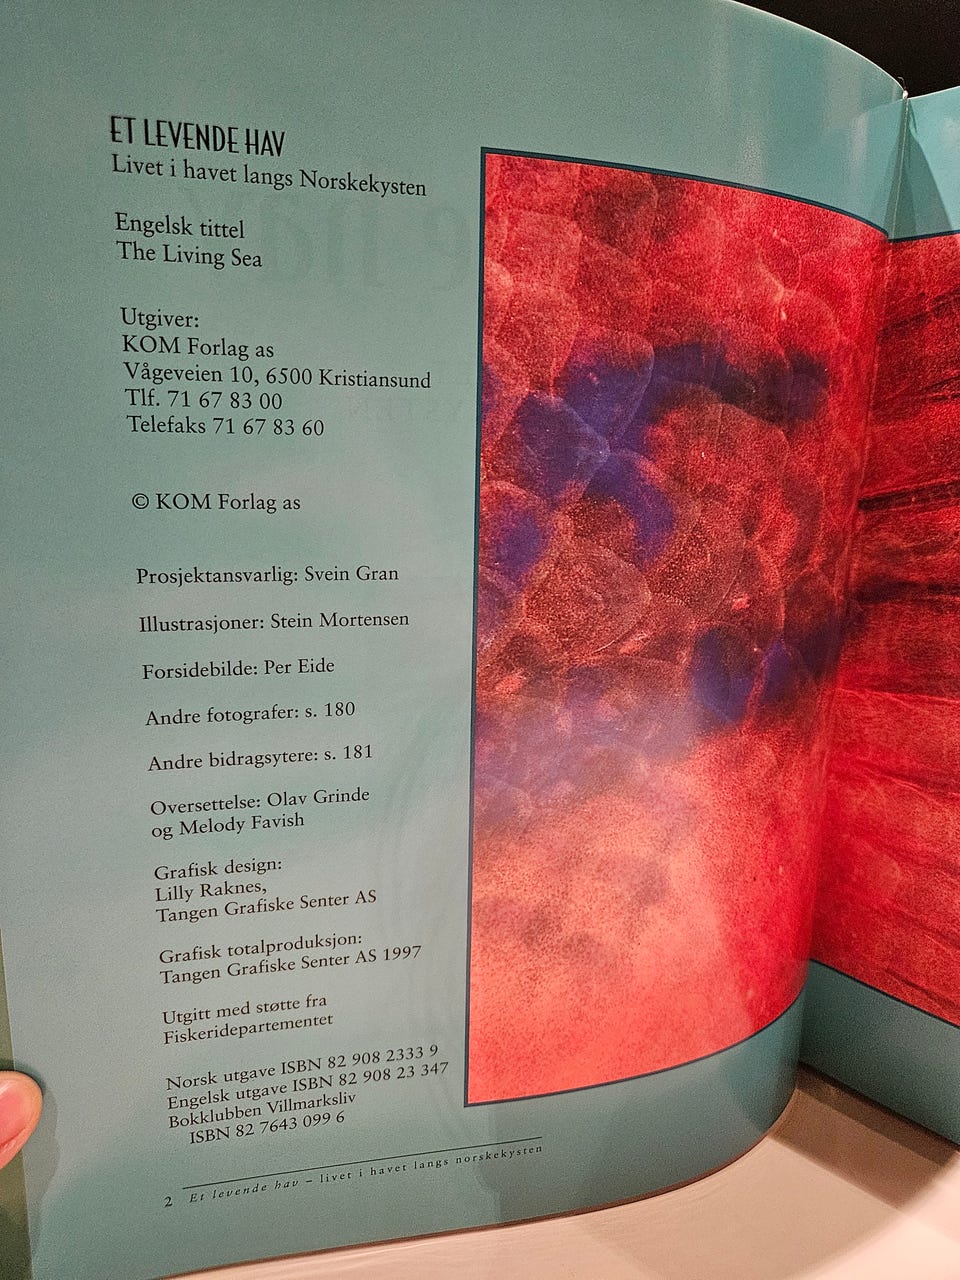 ET LEVENDE HAV
Livet i havet langs Norskekysten
Engelsk tittel
The Living Sea
Utgiver:
KOM Forlag as
Vågeveien 10, 6500 Kristiansund
Tlf. 71 67 83 00
Telefaks 71 67 83 60
© KOM Forlag as
Prosjektansvarlig: Svein Gran
Illustrasjoner: Stein Mortensen
Forsidebilde: Per Eide
Andre fotografer: s. 180
Andre bidragsytere: s. 181
Oversettelse: Olav Grinde
og Melody Favish
Grafisk design:
Lilly Raknes,
Tangen Grafiske Senter AS
Grafisk totalproduksjon:
Tangen Grafiske Senter AS 1997
Utgitt med støtte fra
Fiskeridepartementet
Norsk utgave ISBN 82 908 2333 9
Engelsk utgave ISBN 82 908 23 347
Bokklubben Villmarksliv
ISBN 82 7643 099 6
2 Et levende hav – livet i havet langs norskekysten